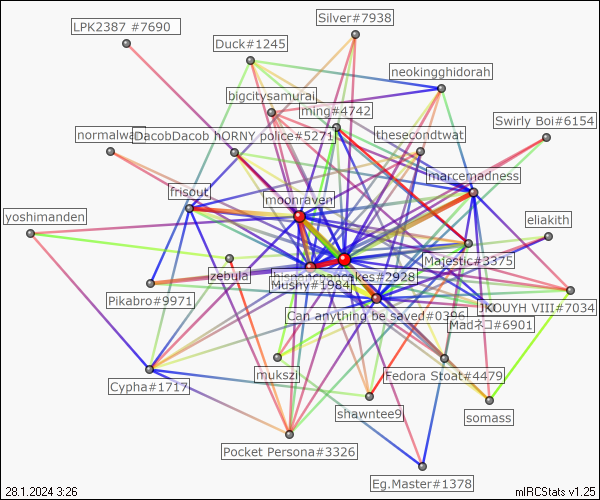 Silver#7938
LPK2387 #7690
Duck#1245
neokingghidorah
bigcitysamurai
ming#4742
Swirly Boi#6154
normalwa
DacobDacob hORNY police#5271
thesecondtwat
marcemadness
frisout
moonraven
yoshimanden
eliakith
Majestic#3375
zebula
cakes#2928
Mushy#1984
Pikabro#9971
JKOUYH VIII#7034
Can anything be saved#0396
Madネコ#6901
mukszi
Fedora Stoat#4479
Cypha#1717
shawntee9
somass
Pocket Persona#3326
Eg.Master#1378
28.1.2024 3:26
mIRCStats v1.25